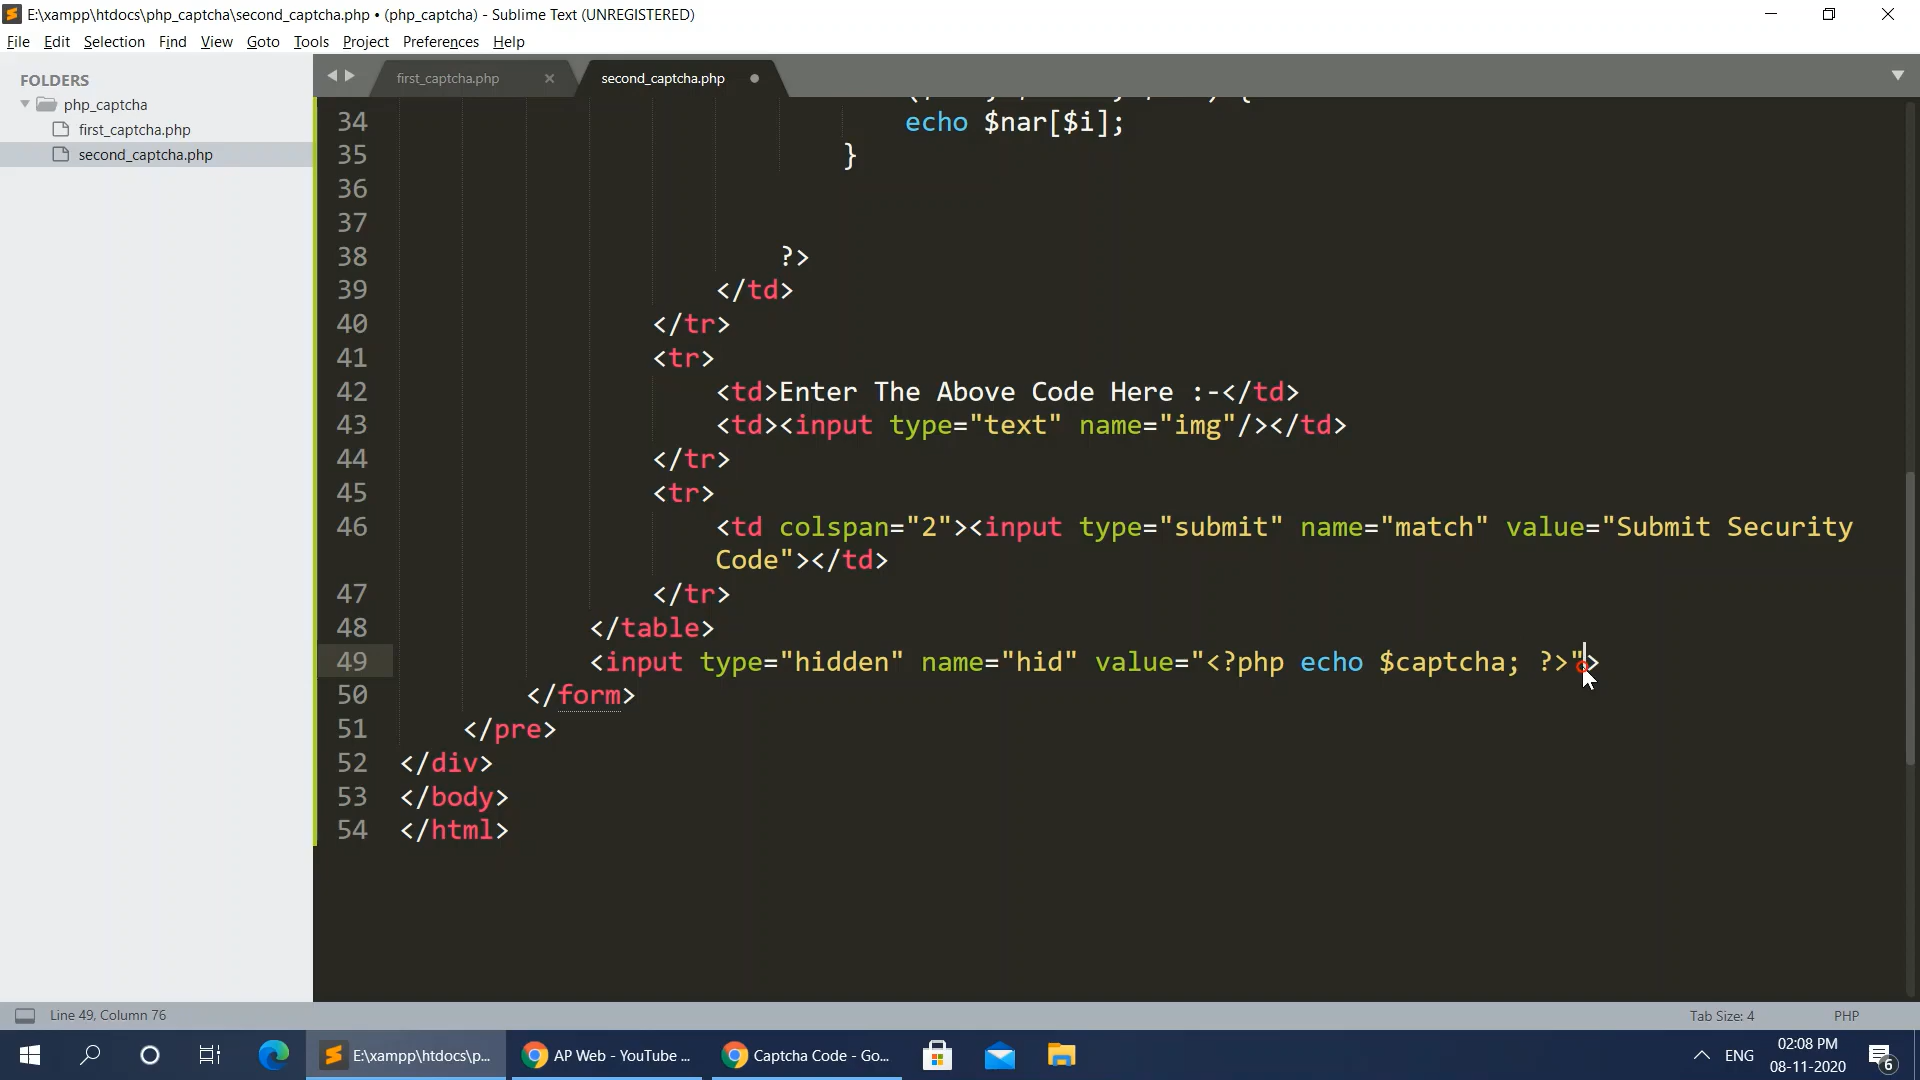 E:\xampp\htdocs\php_captcha\second_captcha.php • (php_captcha) - Sublime Text (UNREGISTERED)
File Edit Selection Find View Goto Tools Project Preferences Help
FOLDERS
php_captcha
first_captcha.php
second_captcha.php
first_captcha.php × second_captcha.php
34 echo $nar[$i];
35 }
36
37
38 ?>
39 </td>
40 </tr>
41 <tr>
42 <td>Enter The Above Code Here :-</td>
43 <td><input type="text" name="img"/></td>
44 </tr>
45 <tr>
46 <td colspan="2"><input type="submit" name="match" value="Submit Security
Code"></td>
47 </tr>
48 </table>
49 <input type="hidden" name="hid" value="<?php echo $captcha; ?>">
50 </form>
51 </pre>
52 </div>
53 </body>
54 </html>
Line 49, Column 76 Tab Size: 4 PHP
E:\xampp\htdocs\p... AP Web - YouTube ... Captcha Code - Go... ENG 02:08 PM
08-11-2020 6